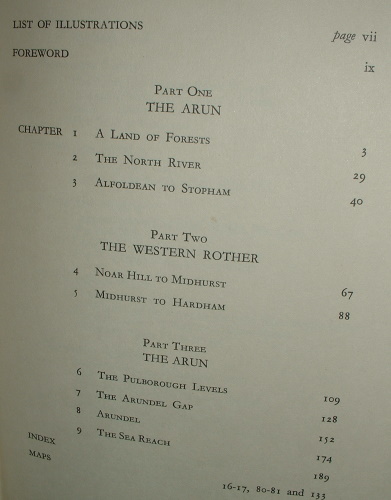 LIST OF ILLUSTRATIONS page vii
FOREWORD ix
PART ONE
THE ARUN
CHAPTER 1 A LAND OF FORESTS 3
2 THE NORTH RIVER 29
3 ALFOLDEAN TO STOPHAM 40
PART TWO
THE WESTERN ROTHER
4 NOAR HILL TO MIDHURST 67
5 MIDHURST TO HARDHAM 88
PART THREE
THE ARUN
6 THE PULBOROUGH LEVELS 109
7 THE ARUNDEL GAP 128
8 ARUNDEL 152
9 THE SEA REACH 174
INDEX 189
MAPS 16-17, 80-81 and 133